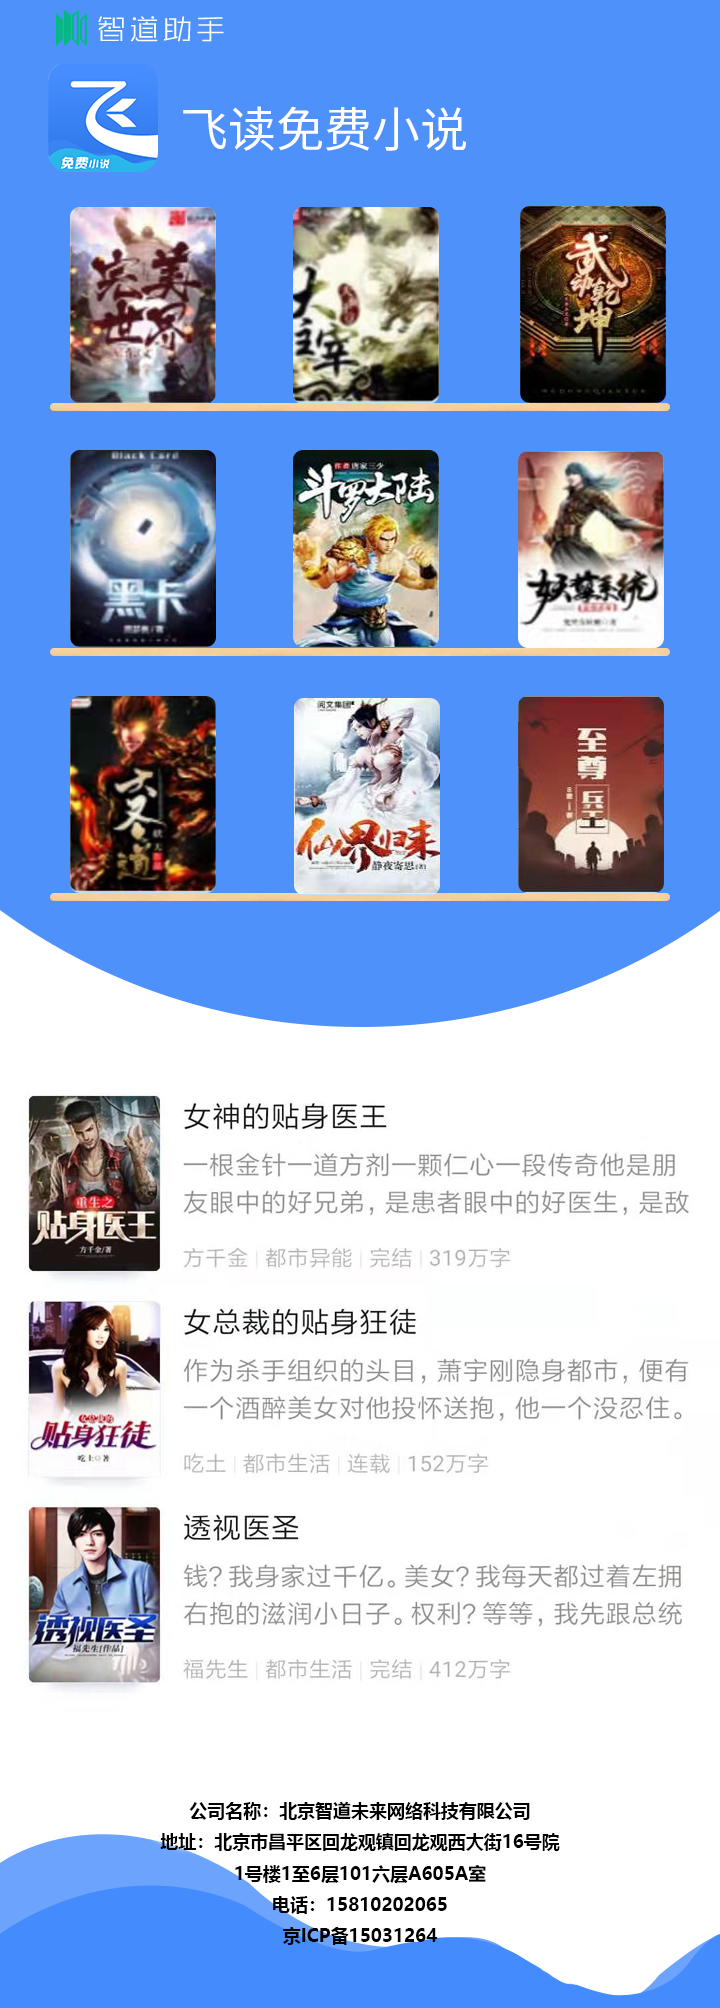 智道助手
飞
免费小说
飞读免费小说
完美世界
大主宰
武动乾坤
Black Card
黑卡
作者 唐家三少
斗罗大陆
妖孽系统
大圣道
阅文集团
仙界归来
静夜寄思
至尊
兵王
女神的贴身医王
重生之
贴身医王
方千金/著
一根金针一道方剂一颗仁心一段传奇他是朋
友眼中的好兄弟，是患者眼中的好医生，是敌
方千金 | 都市异能 | 完结 | 319万字
女总裁的贴身狂徒
女总裁的
贴身狂徒
吃土◎著
作为杀手组织的头目，萧宇刚隐身都市，便有
一个酒醉美女对他投怀送抱，他一个没忍住。
吃土 | 都市生活 | 连载 | 152万字
透视医圣
透视医圣
福先生[作品]
钱？我身家过千亿。美女？我每天都过着左拥
右抱的滋润小日子。权利？等等，我先跟总统
福先生 | 都市生活 | 完结 | 412万字
公司名称：北京智道未来网络科技有限公司
地址：北京市昌平区回龙观镇回龙观西大街16号院
1号楼1至6层101六层A605A室
电话：15810202065
京ICP备15031264